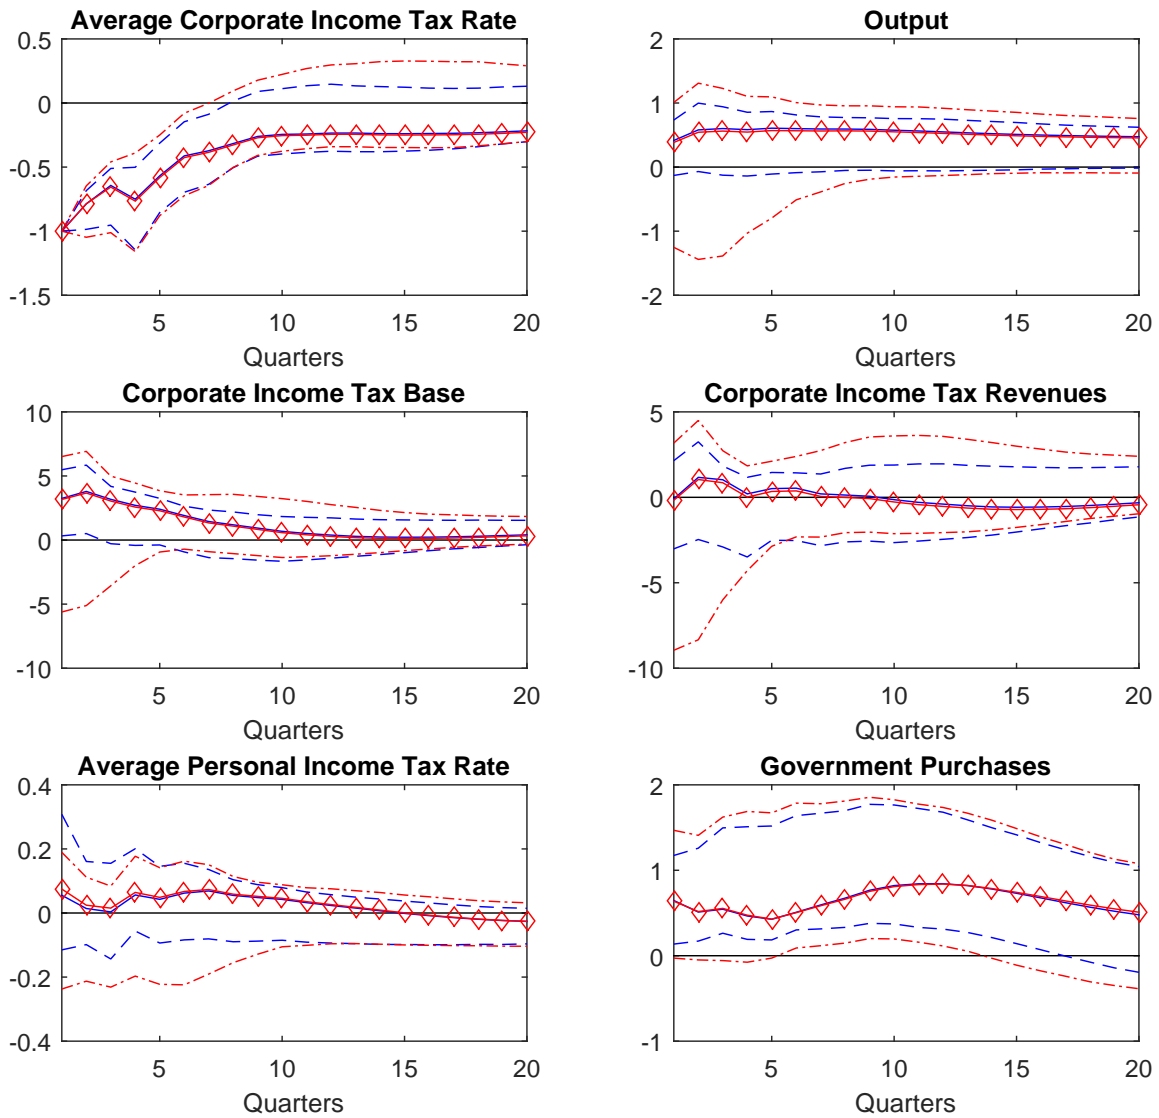 Average Corporate Income Tax Rate
0.5
0
-0.5
-1
-1.5
5 10 15 20
Quarters
Output
2
1
0
-1
-2
5 10 15 20
Quarters
Corporate Income Tax Base
10
5
0
-5
-10
5 10 15 20
Quarters
Corporate Income Tax Revenues
5
0
-5
-10
5 10 15 20
Quarters
Average Personal Income Tax Rate
0.4
0.2
0
-0.2
-0.4
5 10 15 20
Quarters
Government Purchases
2
1
0
-1
5 10 15 20
Quarters